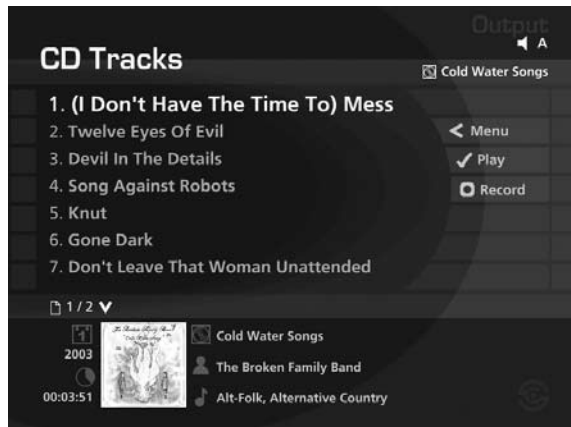 Output
A
CD Tracks
Cold Water Songs
1. (I Don't Have The Time To) Mess
2. Twelve Eyes Of Evil
Menu
3. Devil In The Details
Play
4. Song Against Robots
Record
5. Knut
6. Gone Dark
7. Don't Leave That Woman Unattended
1 / 2
1
Cold Water Songs
2003
The Broken Family Band
00:03:51
Alt-Folk, Alternative Country